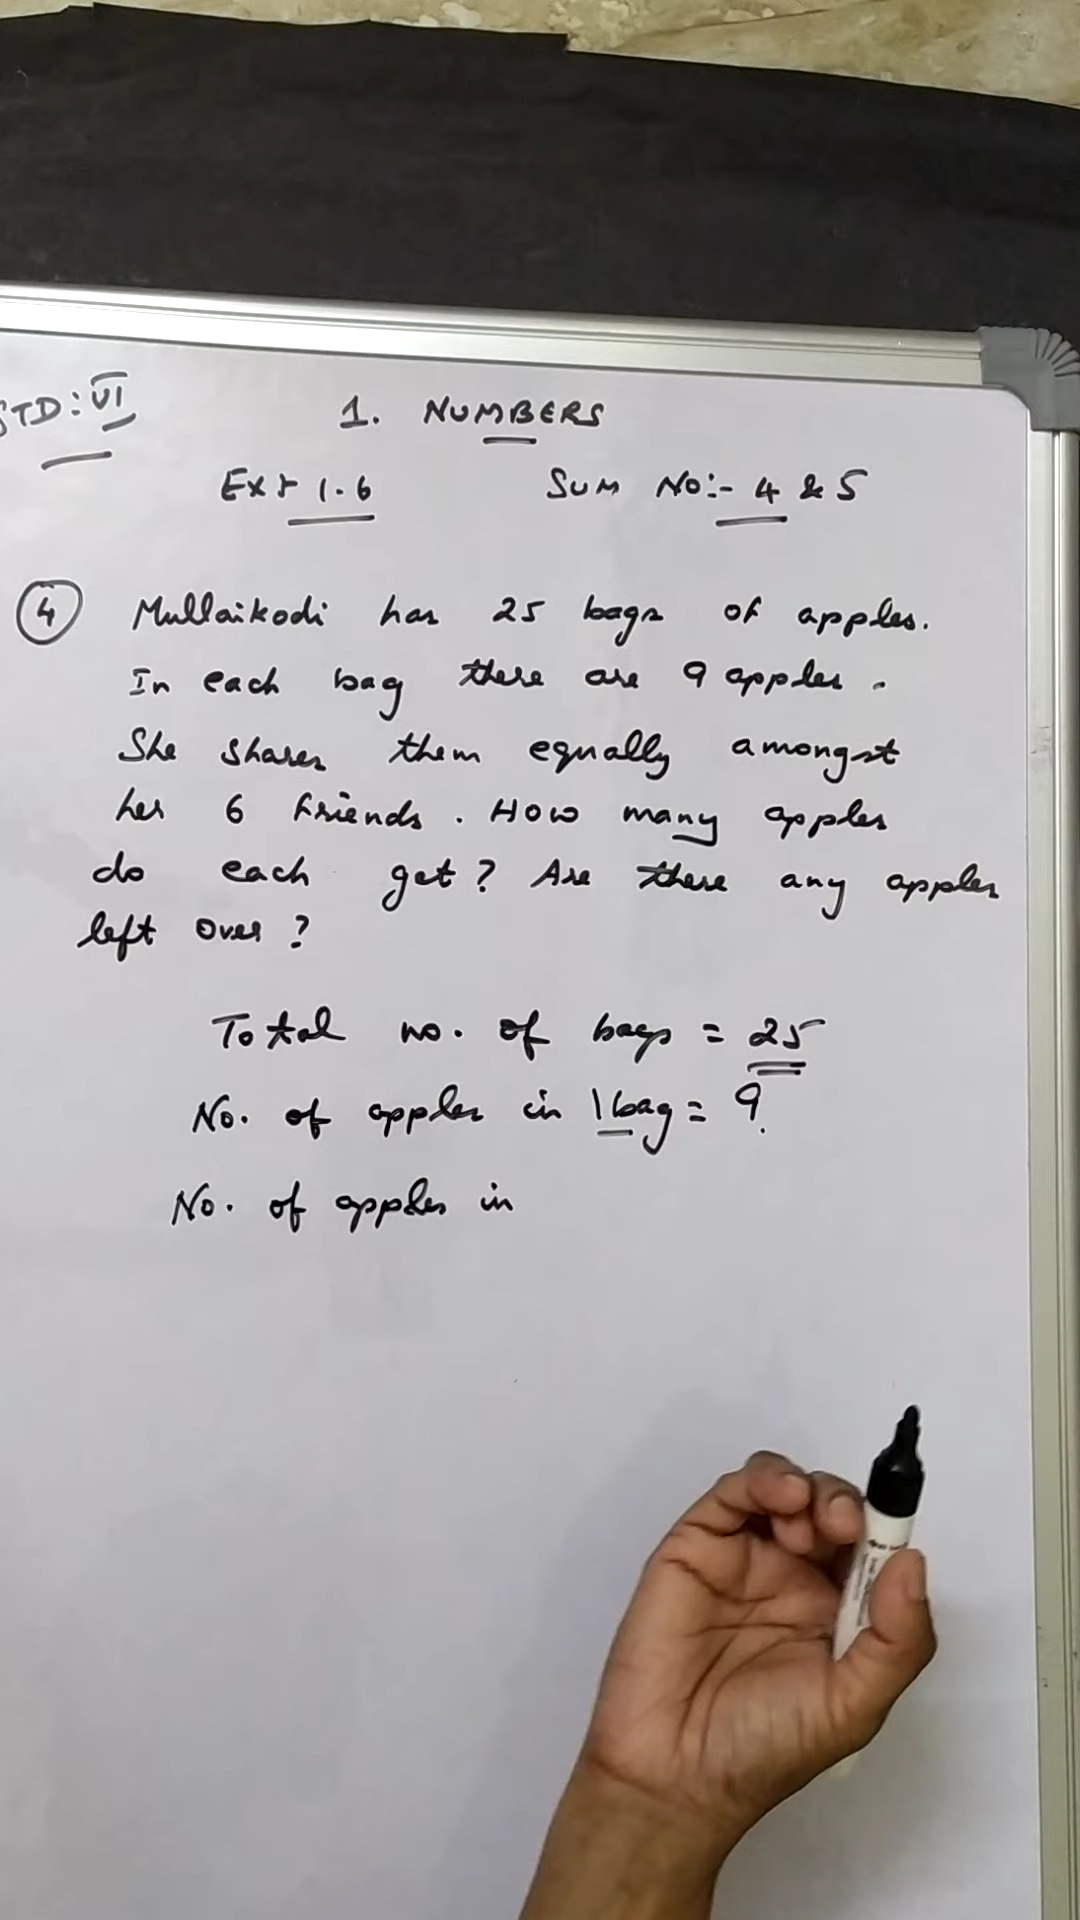 STD: VI
1. NUMBERS
Ex: 1.6 SUM NO:- 4 & 5
4 Mullaikodi has 25 bags of apples.
In each bag there are 9 apples.
She shares them equally amongst
her 6 friends. How many apples
do each get? Are there any apples
left over?
Total no. of bags = 25
No. of apples in 1 bag = 9.
No. of apples in